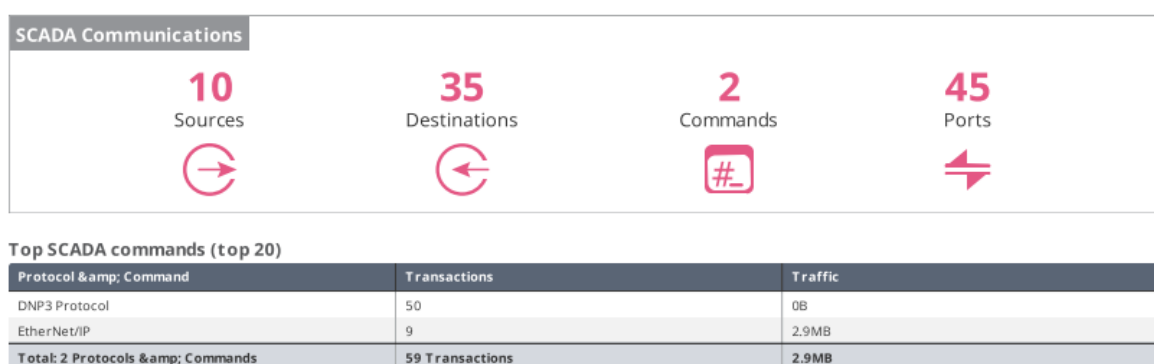 SCADA Communications
10 35 2 45
Sources Destinations Commands Ports
#_
Top SCADA commands (top 20)
Protocol &amp; Command Transactions Traffic
DNP3 Protocol 50 0B
EtherNet/IP 9 2.9MB
Total: 2 Protocols &amp; Commands 59 Transactions 2.9MB